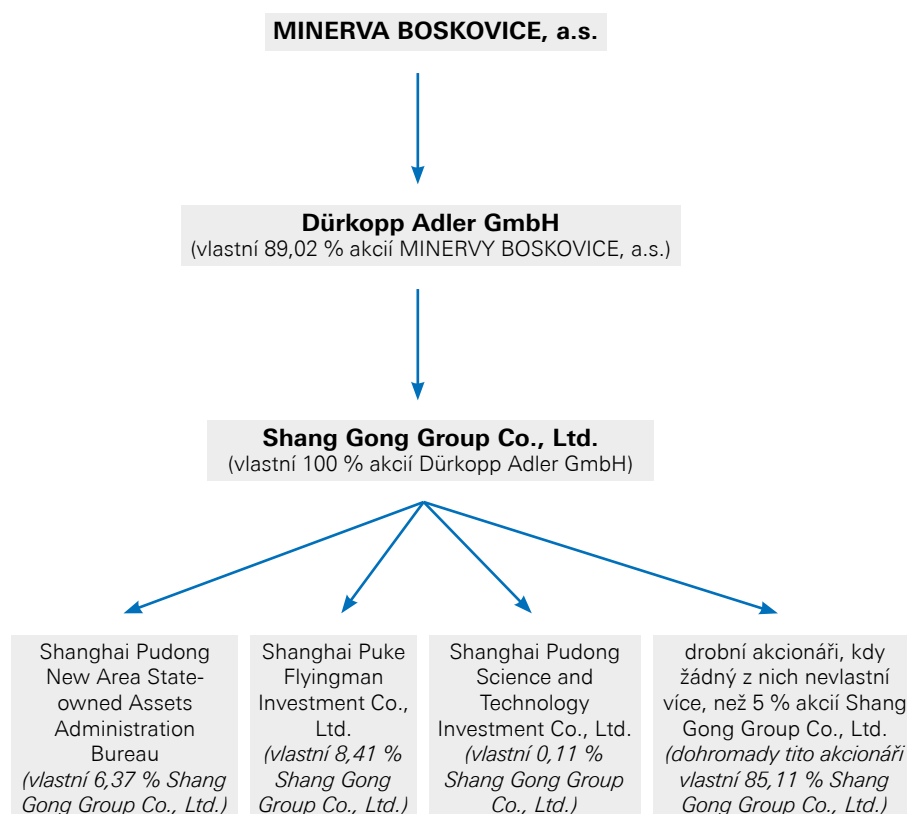 MINERVA BOSKOVICE, a.s.
Dürkopp Adler GmbH
(vlastní 89,02 % akcií MINERVY BOSKOVICE, a.s.)
Shang Gong Group Co., Ltd.
(vlastní 100 % akcií Dürkopp Adler GmbH)
Shanghai Pudong
New Area State-
owned Assets
Administration
Bureau
(vlastní 6,37 % Shang
Gong Group Co., Ltd.)
Shanghai Puke
Flyingman
Investment Co.,
Ltd.
(vlastní 8,41 %
Shang Gong
Group Co., Ltd.)
Shanghai Pudong
Science and
Technology
Investment Co., Ltd.
(vlastní 0,11 %
Shang Gong Group
Co., Ltd.)
drobní akcionáři, kdy
žádný z nich nevlastní
více, než 5 % akcií Shang
Gong Group Co., Ltd.
(dohromady tito akcionáři
vlastní 85,11 % Shang
Gong Group Co., Ltd.)